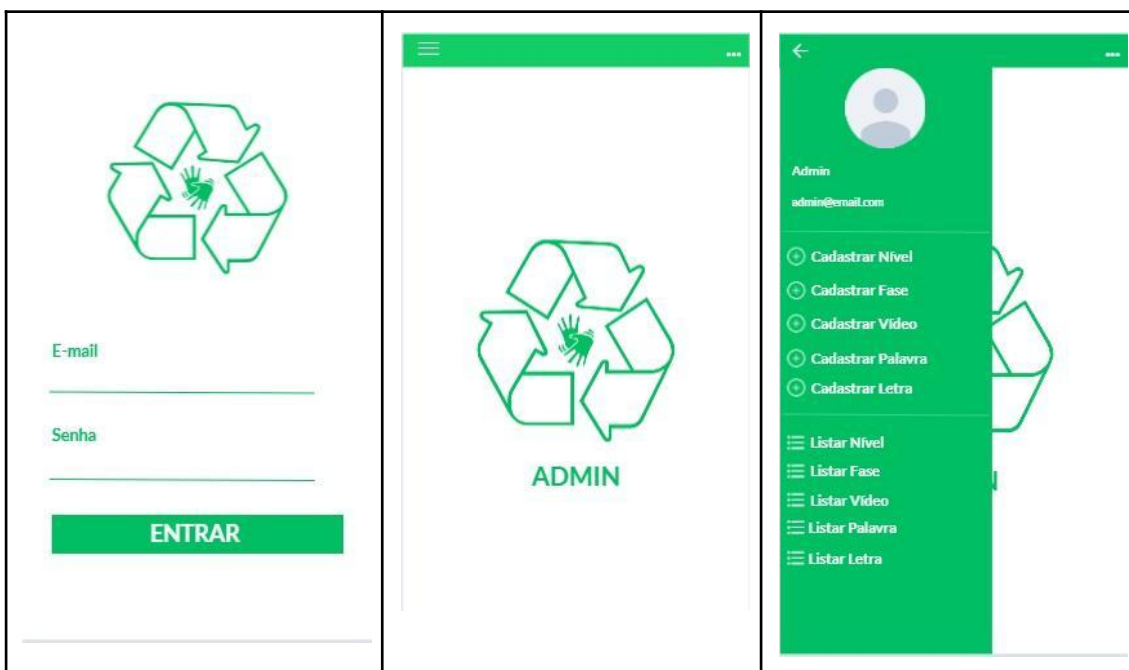 E-mail
Senha
ENTRAR
ADMIN
Admin
admin@email.com
Cadastrar Nível
Cadastrar Fase
Cadastrar Vídeo
Cadastrar Palavra
Cadastrar Letra
Listar Nível
Listar Fase
Listar Vídeo
Listar Palavra
Listar Letra